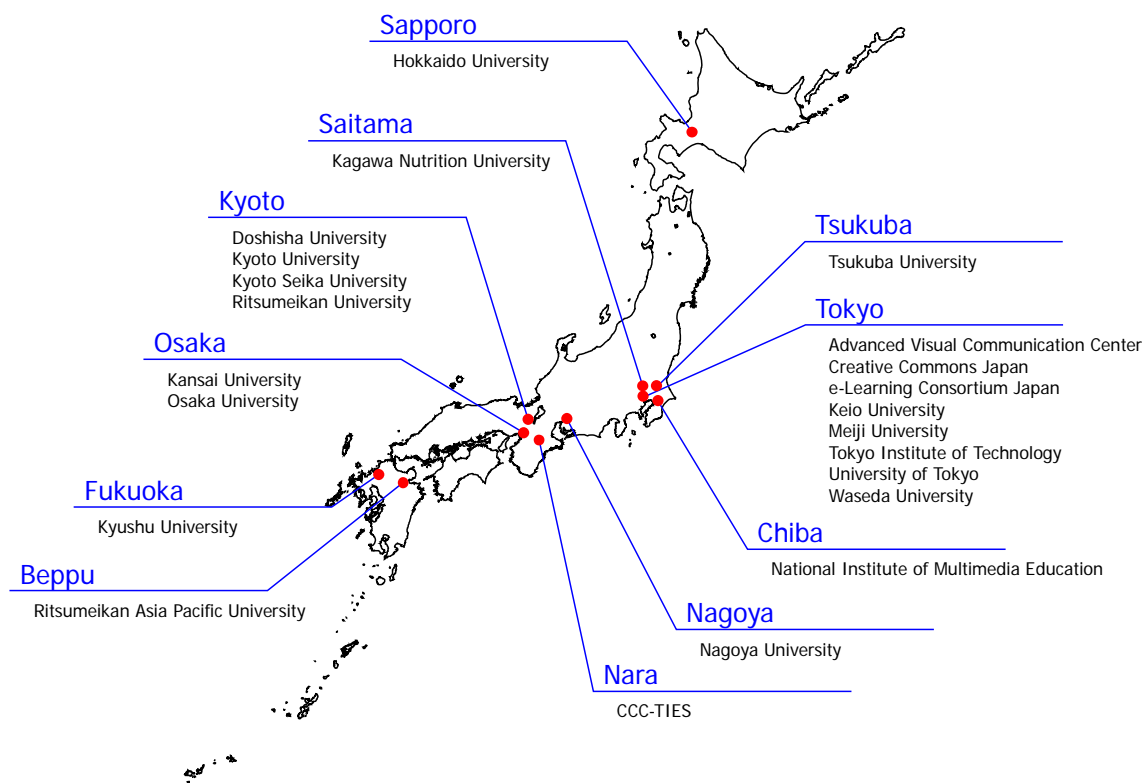 Sapporo
Hokkaido University
Saitama
Kagawa Nutrition University
Kyoto
Doshisha University
Kyoto University
Kyoto Seika University
Ritsumeikan University
Osaka
Kansai University
Osaka University
Fukuoka
Kyushu University
Beppu
Ritsumeikan Asia Pacific University
Tsukuba
Tsukuba University
Tokyo
Advanced Visual Communication Center
Creative Commons Japan
e-Learning Consortium Japan
Keio University
Meiji University
Tokyo Institute of Technology
University of Tokyo
Waseda University
Chiba
National Institute of Multimedia Education
Nagoya
Nagoya University
Nara
CCC-TIES